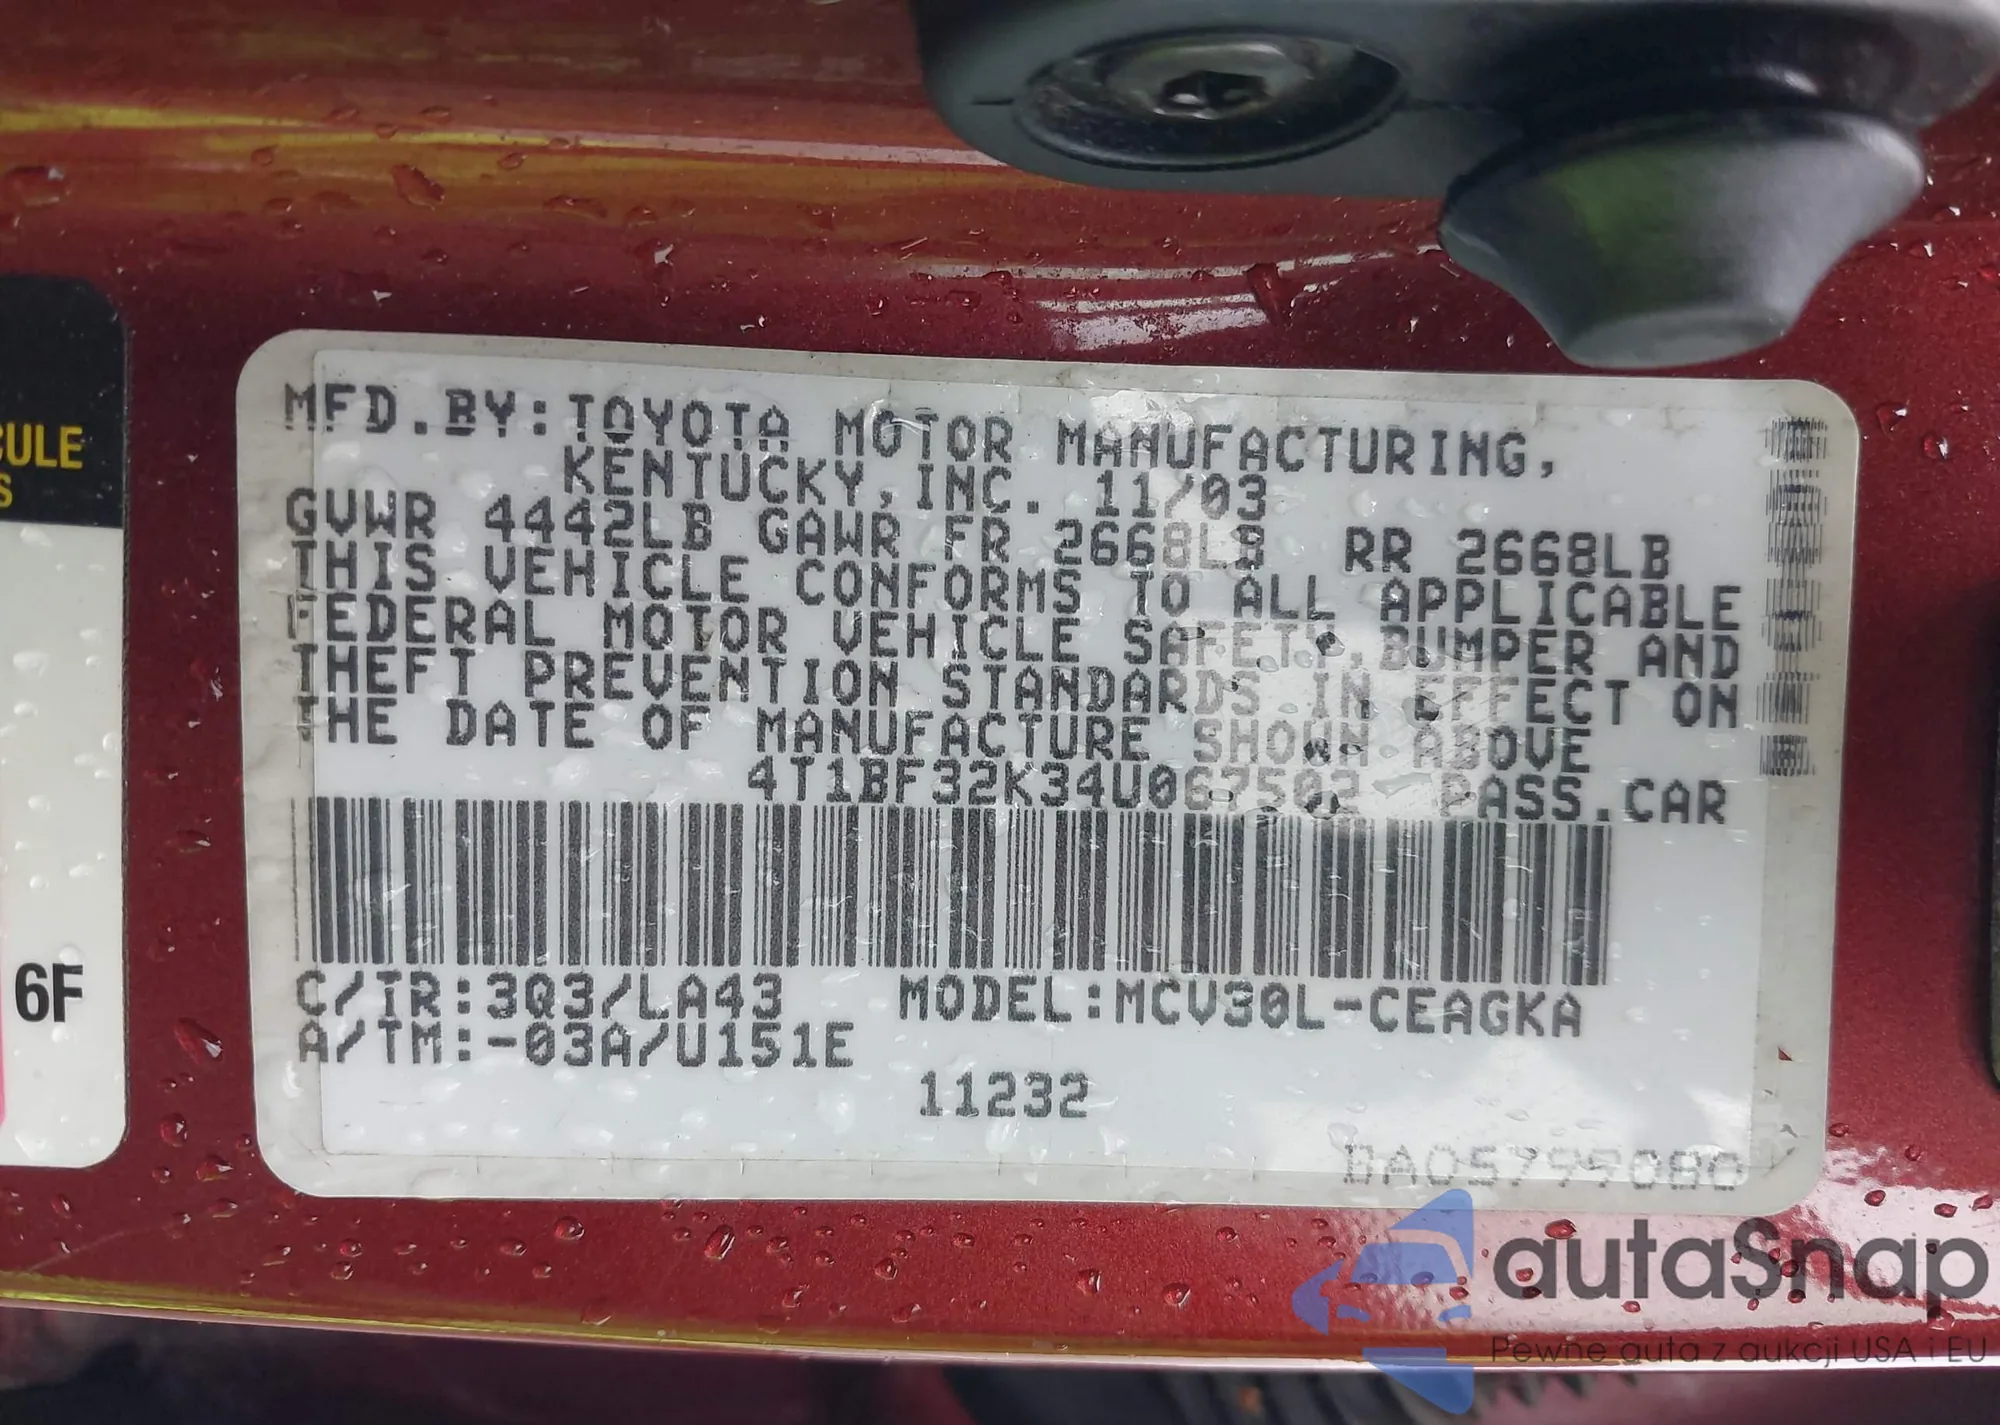 CULE
S
6F
MFD.BY:TOYOTA MOTOR MANUFACTURING,
KENTUCKY,INC. 11/03
GVWR 4442LB GAWR FR 2668LB RR 2668LB
THIS VEHICLE CONFORMS TO ALL APPLICABLE
FEDERAL MOTOR VEHICLE SAFETY,BUMPER AND
THEFT PREVENTION STANDARDS IN EFFECT ON
THE DATE OF MANUFACTURE SHOWN ABOVE
4T1BF32K34U067502 PASS.CAR
C/TR:3Q3/LA43 MODEL:MCV30L-CEAGKA
A/TM:-03A/U151E
11232
BA05799080
autaSnap
Pewne auta z aukcji USA i EU